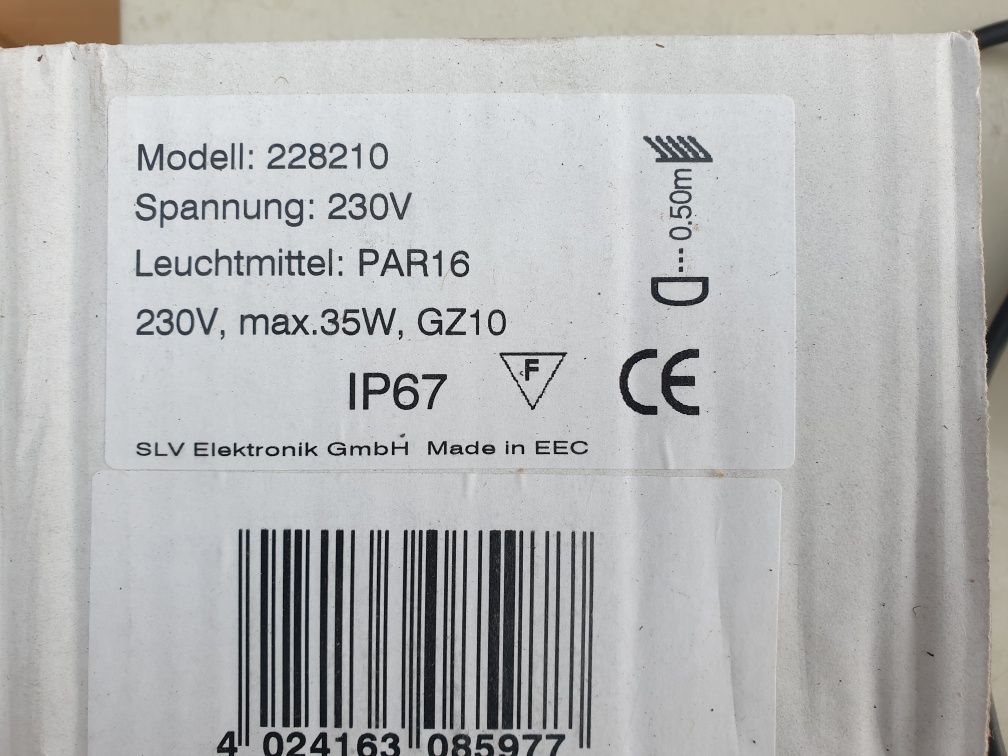 Modell: 228210
Spannung: 230V
Leuchtmittel: PAR16
230V, max.35W, GZ10
0.50m
IP67 F CE
SLV Elektronik GmbH Made in EEC
4 024163 085977